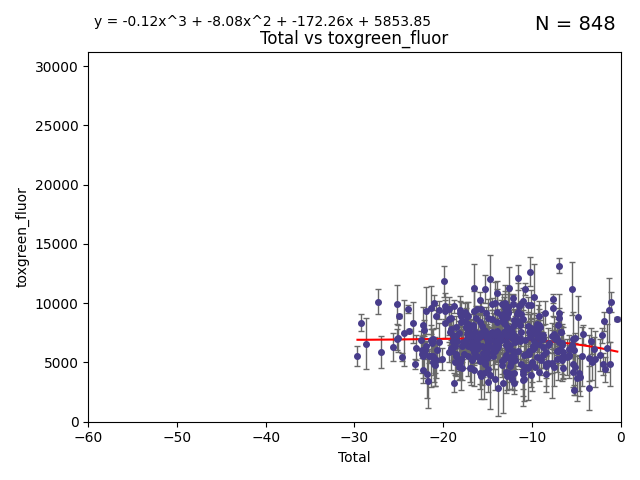 y = -0.12x^3 + -8.08x^2 + -172.26x + 5853.85
N = 848
Total vs toxgreen_fluor
30000
25000
20000
15000
10000
5000
0
toxgreen_fluor
−60
−50
−40
−30
−20
−10
0
Total